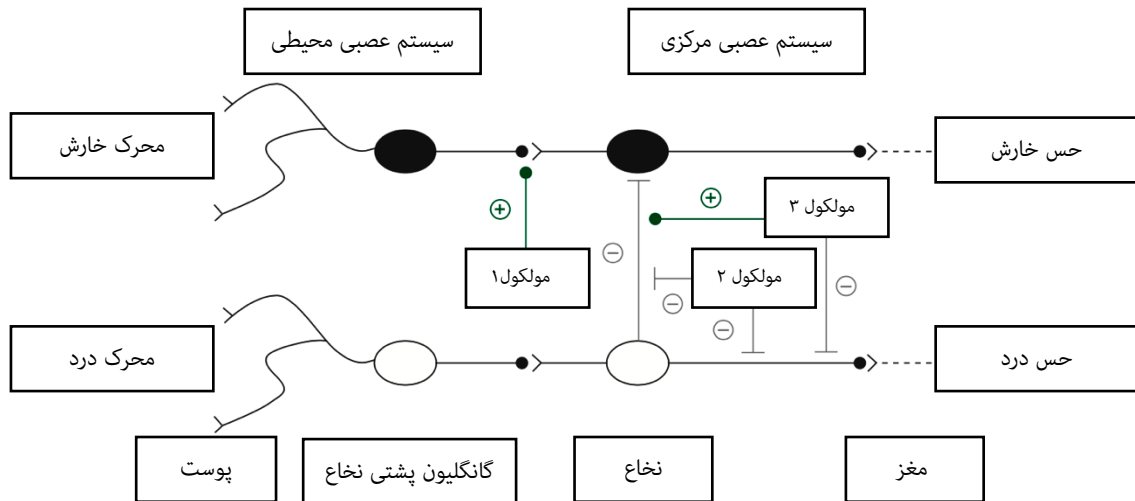 سیستم عصبی محیطی
سیستم عصبی مرکزی
محرک خارش
حس خارش
مولکول ۳
+
+
مولکول۱
مولکول ۲
−
−
−
−
محرک درد
حس درد
پوست
گانگلیون پشتی نخاع
نخاع
مغز